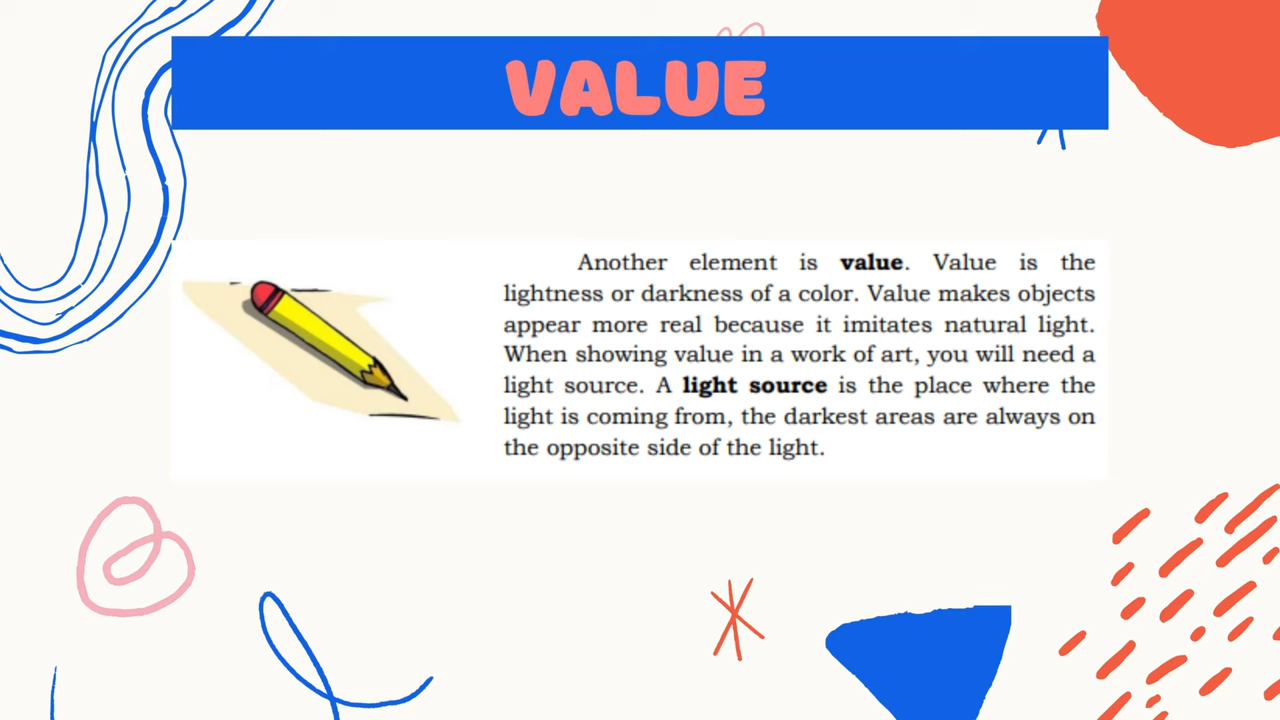 VALUE
Another element is value. Value is the
lightness or darkness of a color. Value makes objects
appear more real because it imitates natural light.
When showing value in a work of art, you will need a
light source. A light source is the place where the
light is coming from, the darkest areas are always on
the opposite side of the light.